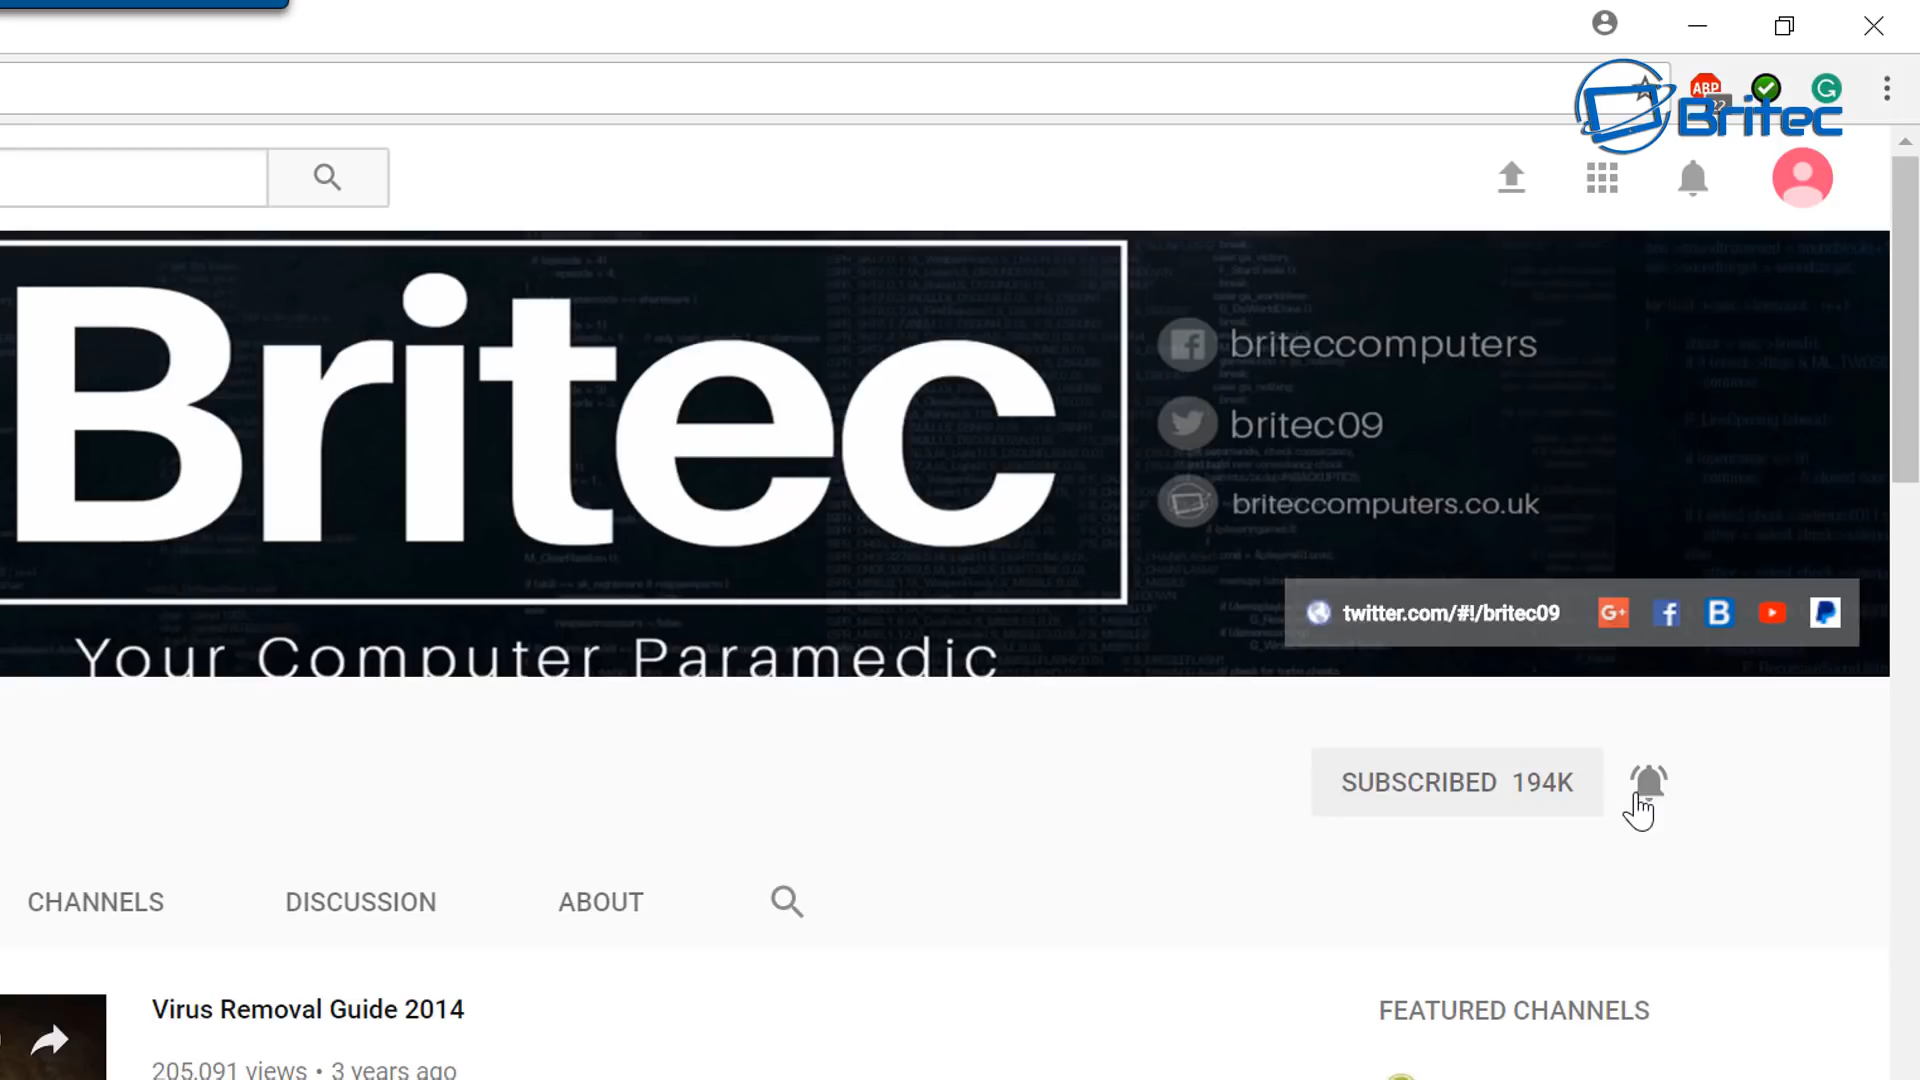 ABP
22
G
Britec
Britec
briteccomputers
britec09
briteccomputers.co.uk
twitter.com/#!/britec09
G+
B
Your Computer Paramedic
SUBSCRIBED 194K
CHANNELS DISCUSSION ABOUT
Virus Removal Guide 2014
205,091 views • 3 years ago
FEATURED CHANNELS